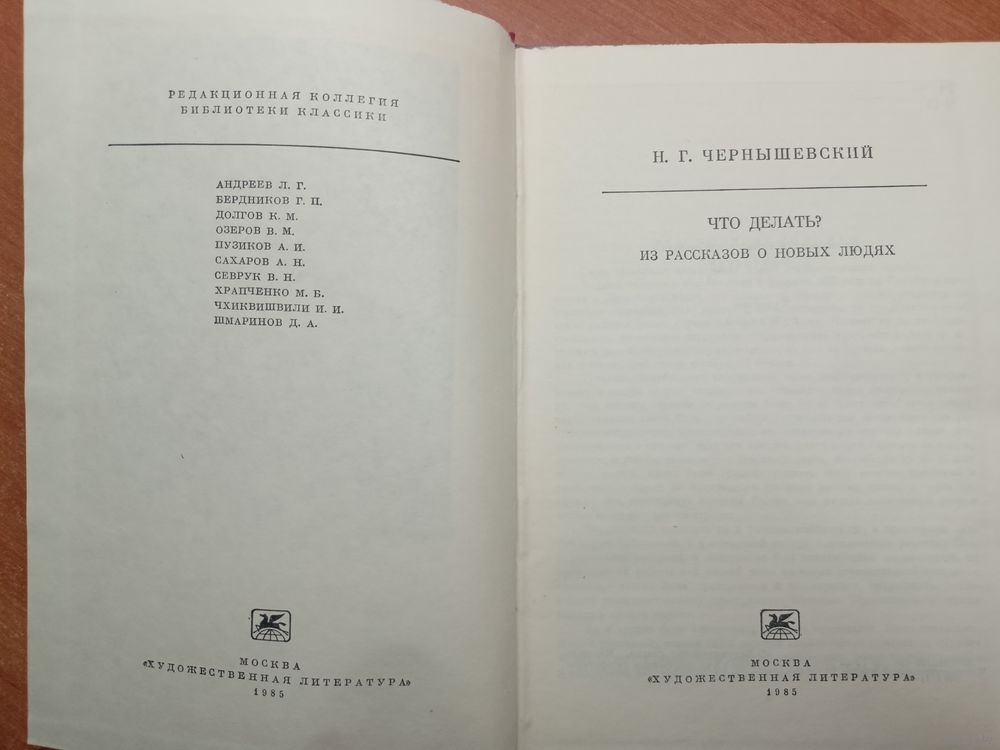 РЕДАКЦИОННАЯ КОЛЛЕГИЯ
БИБЛИОТЕКИ КЛАССИКИ
АНДРЕЕВ Л. Г.
БЕРДНИКОВ Г. П.
ДОЛГОВ К. М.
ОЗЕРОВ В. М.
ПУЗИКОВ А. И.
САХАРОВ А. Н.
СЕВРУК В. Н.
ХРАПЧЕНКО М. Б.
ЧХИКВИШВИЛИ И. И.
ШМАРИНОВ Д. А.
МОСКВА
«ХУДОЖЕСТВЕННАЯ ЛИТЕРАТУРА»
1985
Н. Г. ЧЕРНЫШЕВСКИЙ
ЧТО ДЕЛАТЬ?
ИЗ РАССКАЗОВ О НОВЫХ ЛЮДЯХ
МОСКВА
«ХУДОЖЕСТВЕННАЯ ЛИТЕРАТУРА»
1985